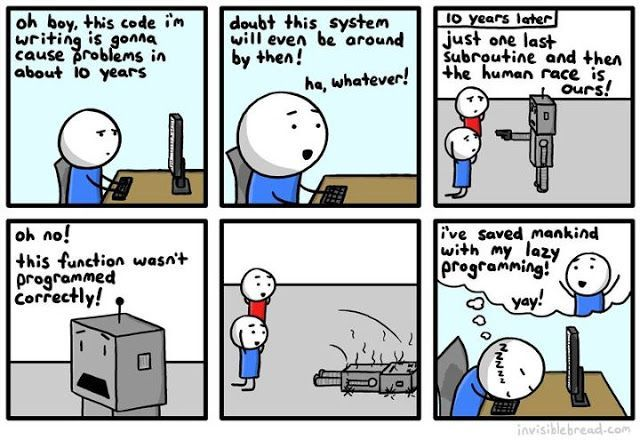 oh boy, this code i'm
writing is gonna
cause problems in
about 10 years
doubt this system
will even be around
by then!
ha, whatever!
10 years later
just one last
subroutine and then
the human race is
ours!
oh no!
this function wasn't
programmed
correctly!
i've saved mankind
with my lazy
programming!
yay!
z
z
z
z
z
invisiblebread.com